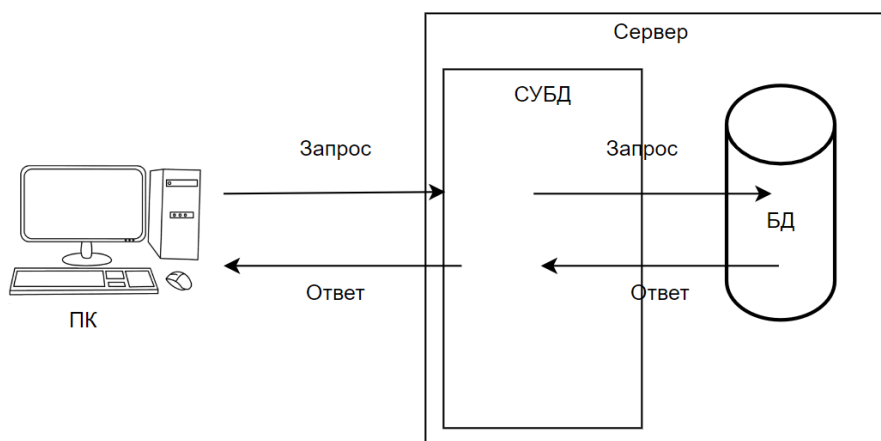 Сервер
СУБД
Запрос
Запрос
БД
Ответ
Ответ
ПК